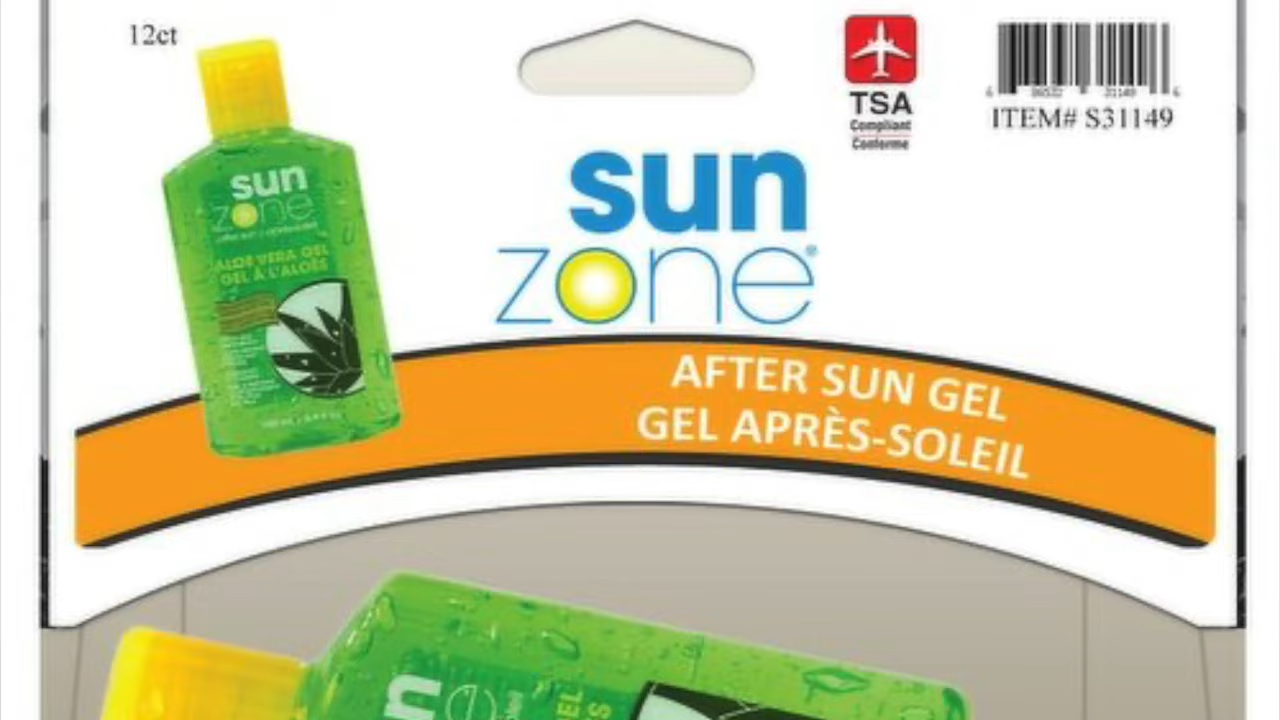 12ct
TSA
Compliant
Conforme
ITEM# S31149
sun
zone®
AFTER SUN GEL
GEL APRÈS-SOLEIL
sun
zone
ALOE VERA GEL
GEL À L'ALOÈS